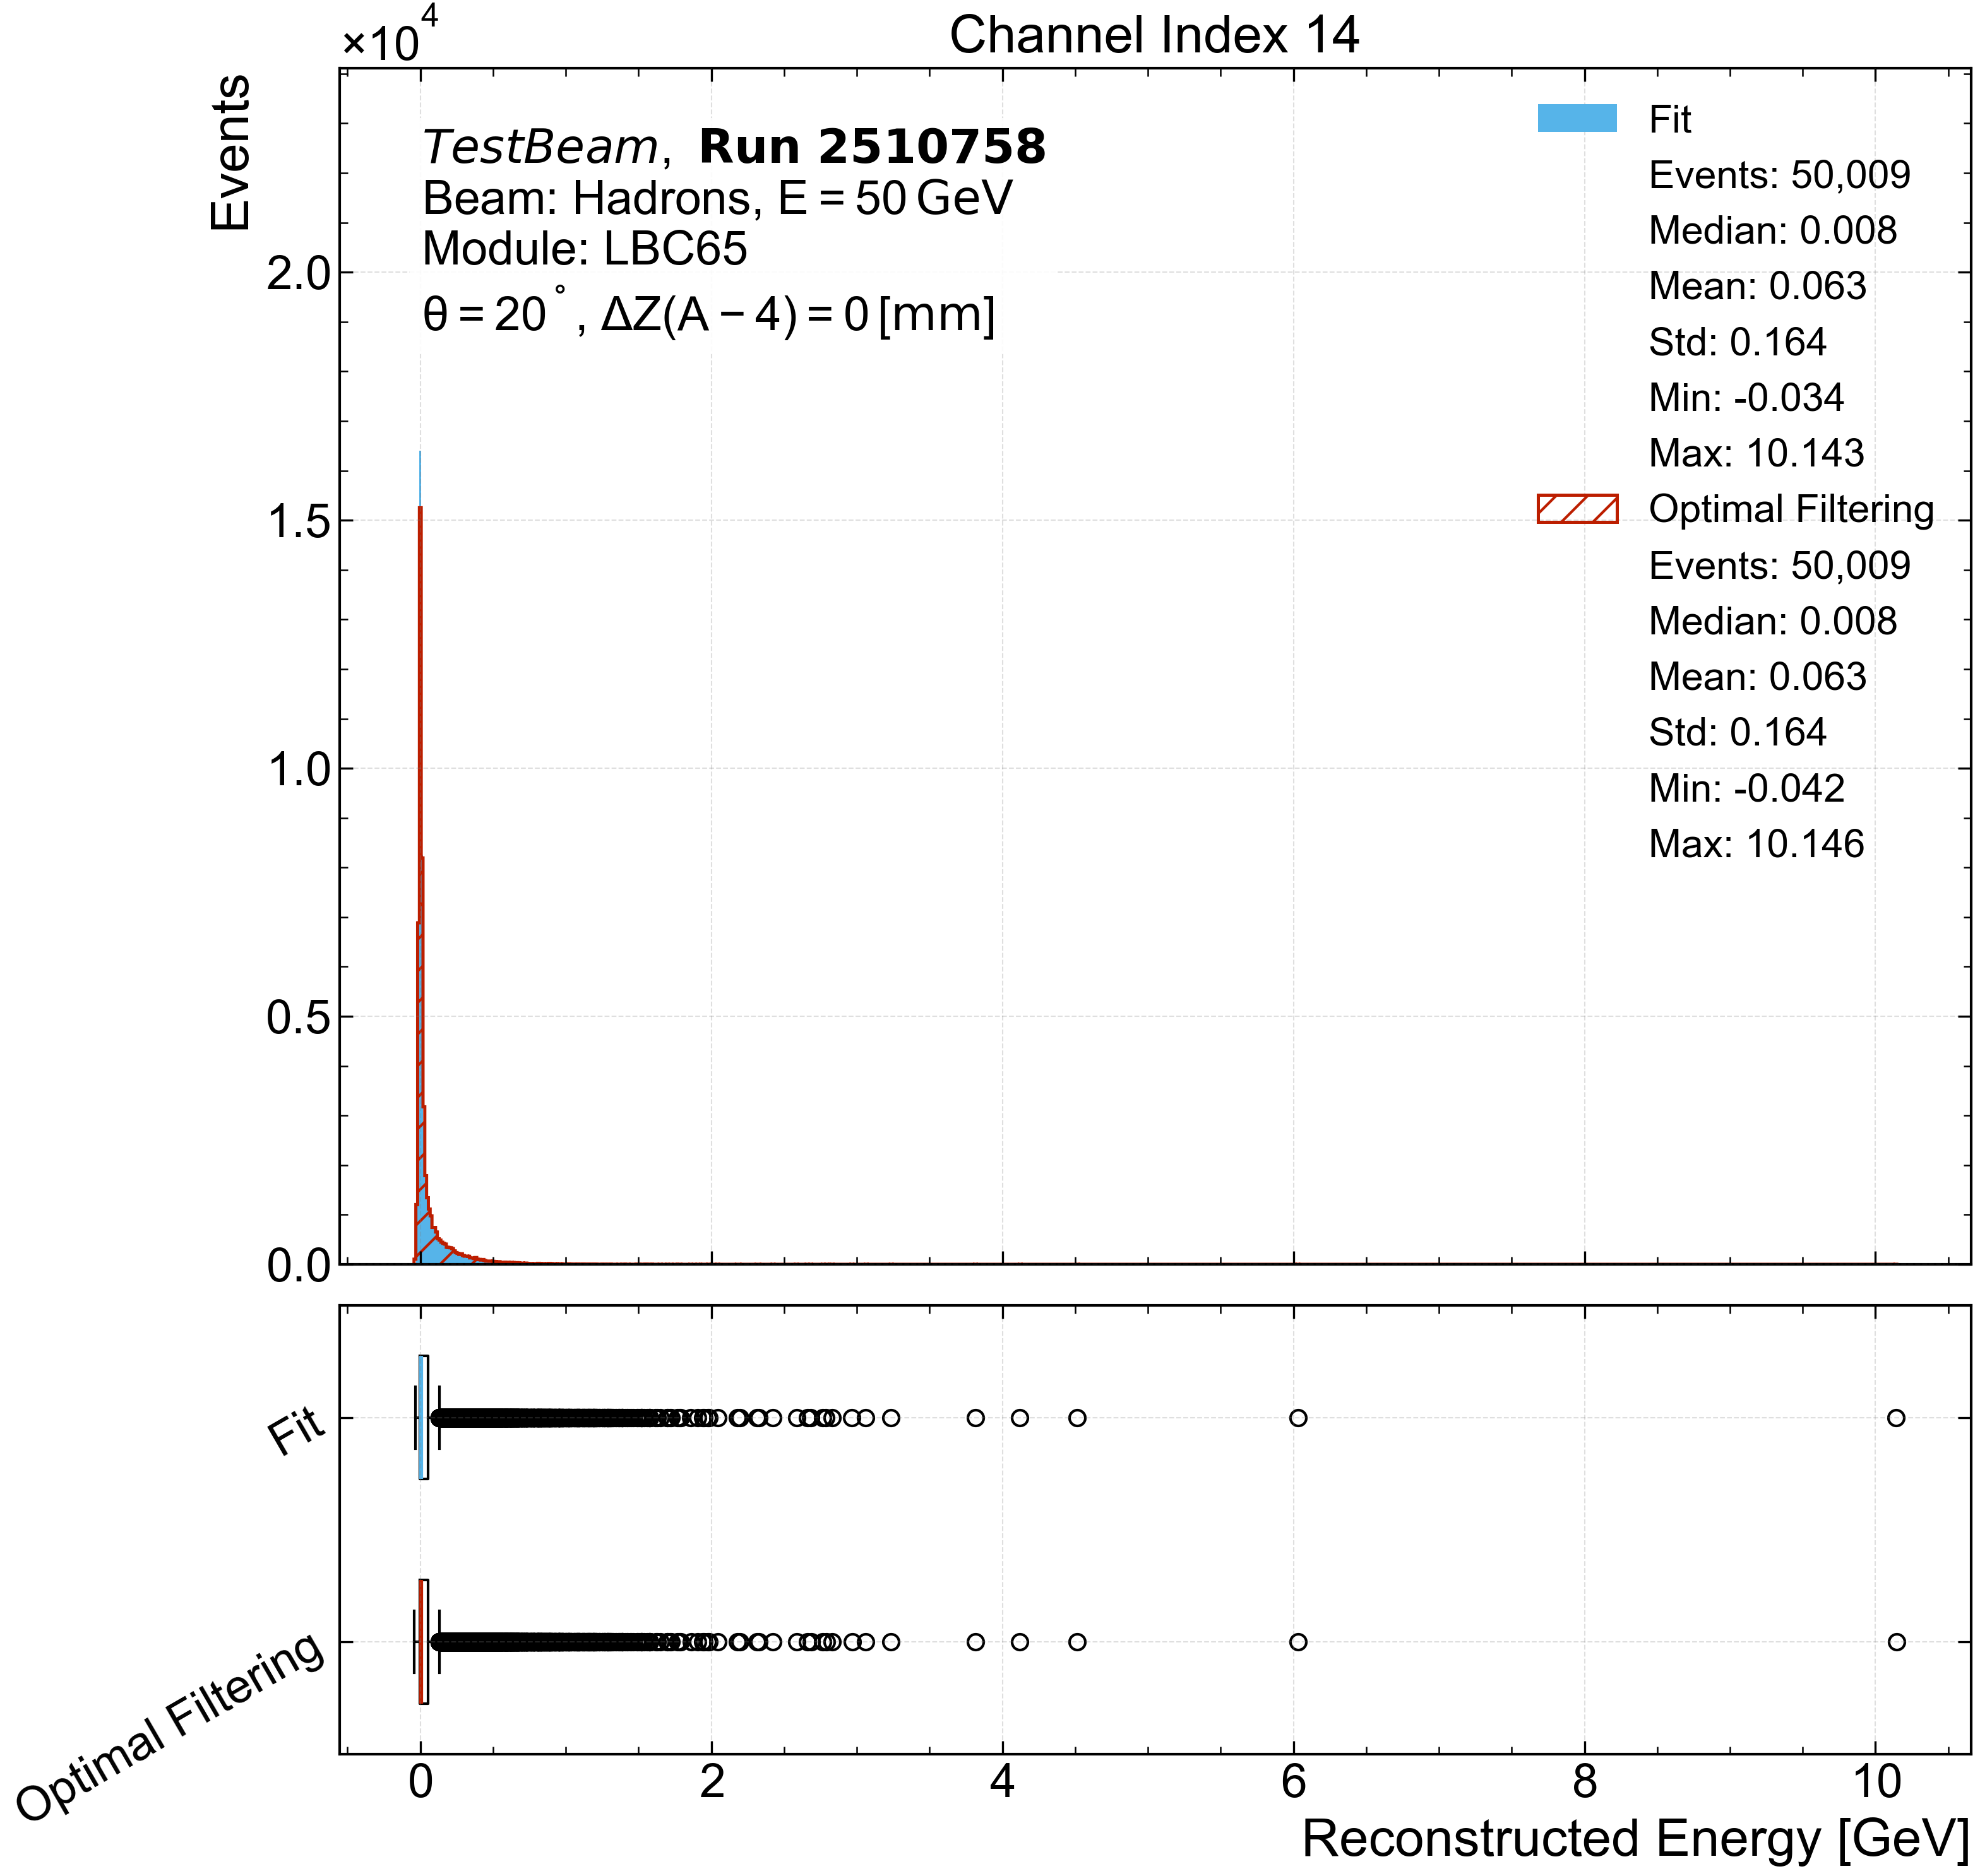 Channel Index 14
×10⁴
Events
TestBeam, Run 2510758
Beam: Hadrons, E = 50 GeV
Module: LBC65
θ = 20°, ΔZ(A − 4) = 0 [mm]
Fit
Events: 50,009
Median: 0.008
Mean: 0.063
Std: 0.164
Min: -0.034
Max: 10.143
Optimal Filtering
Events: 50,009
Median: 0.008
Mean: 0.063
Std: 0.164
Min: -0.042
Max: 10.146
2.0
1.5
1.0
0.5
0.0
Fit
Optimal Filtering
0 2 4 6 8 10
Reconstructed Energy [GeV]